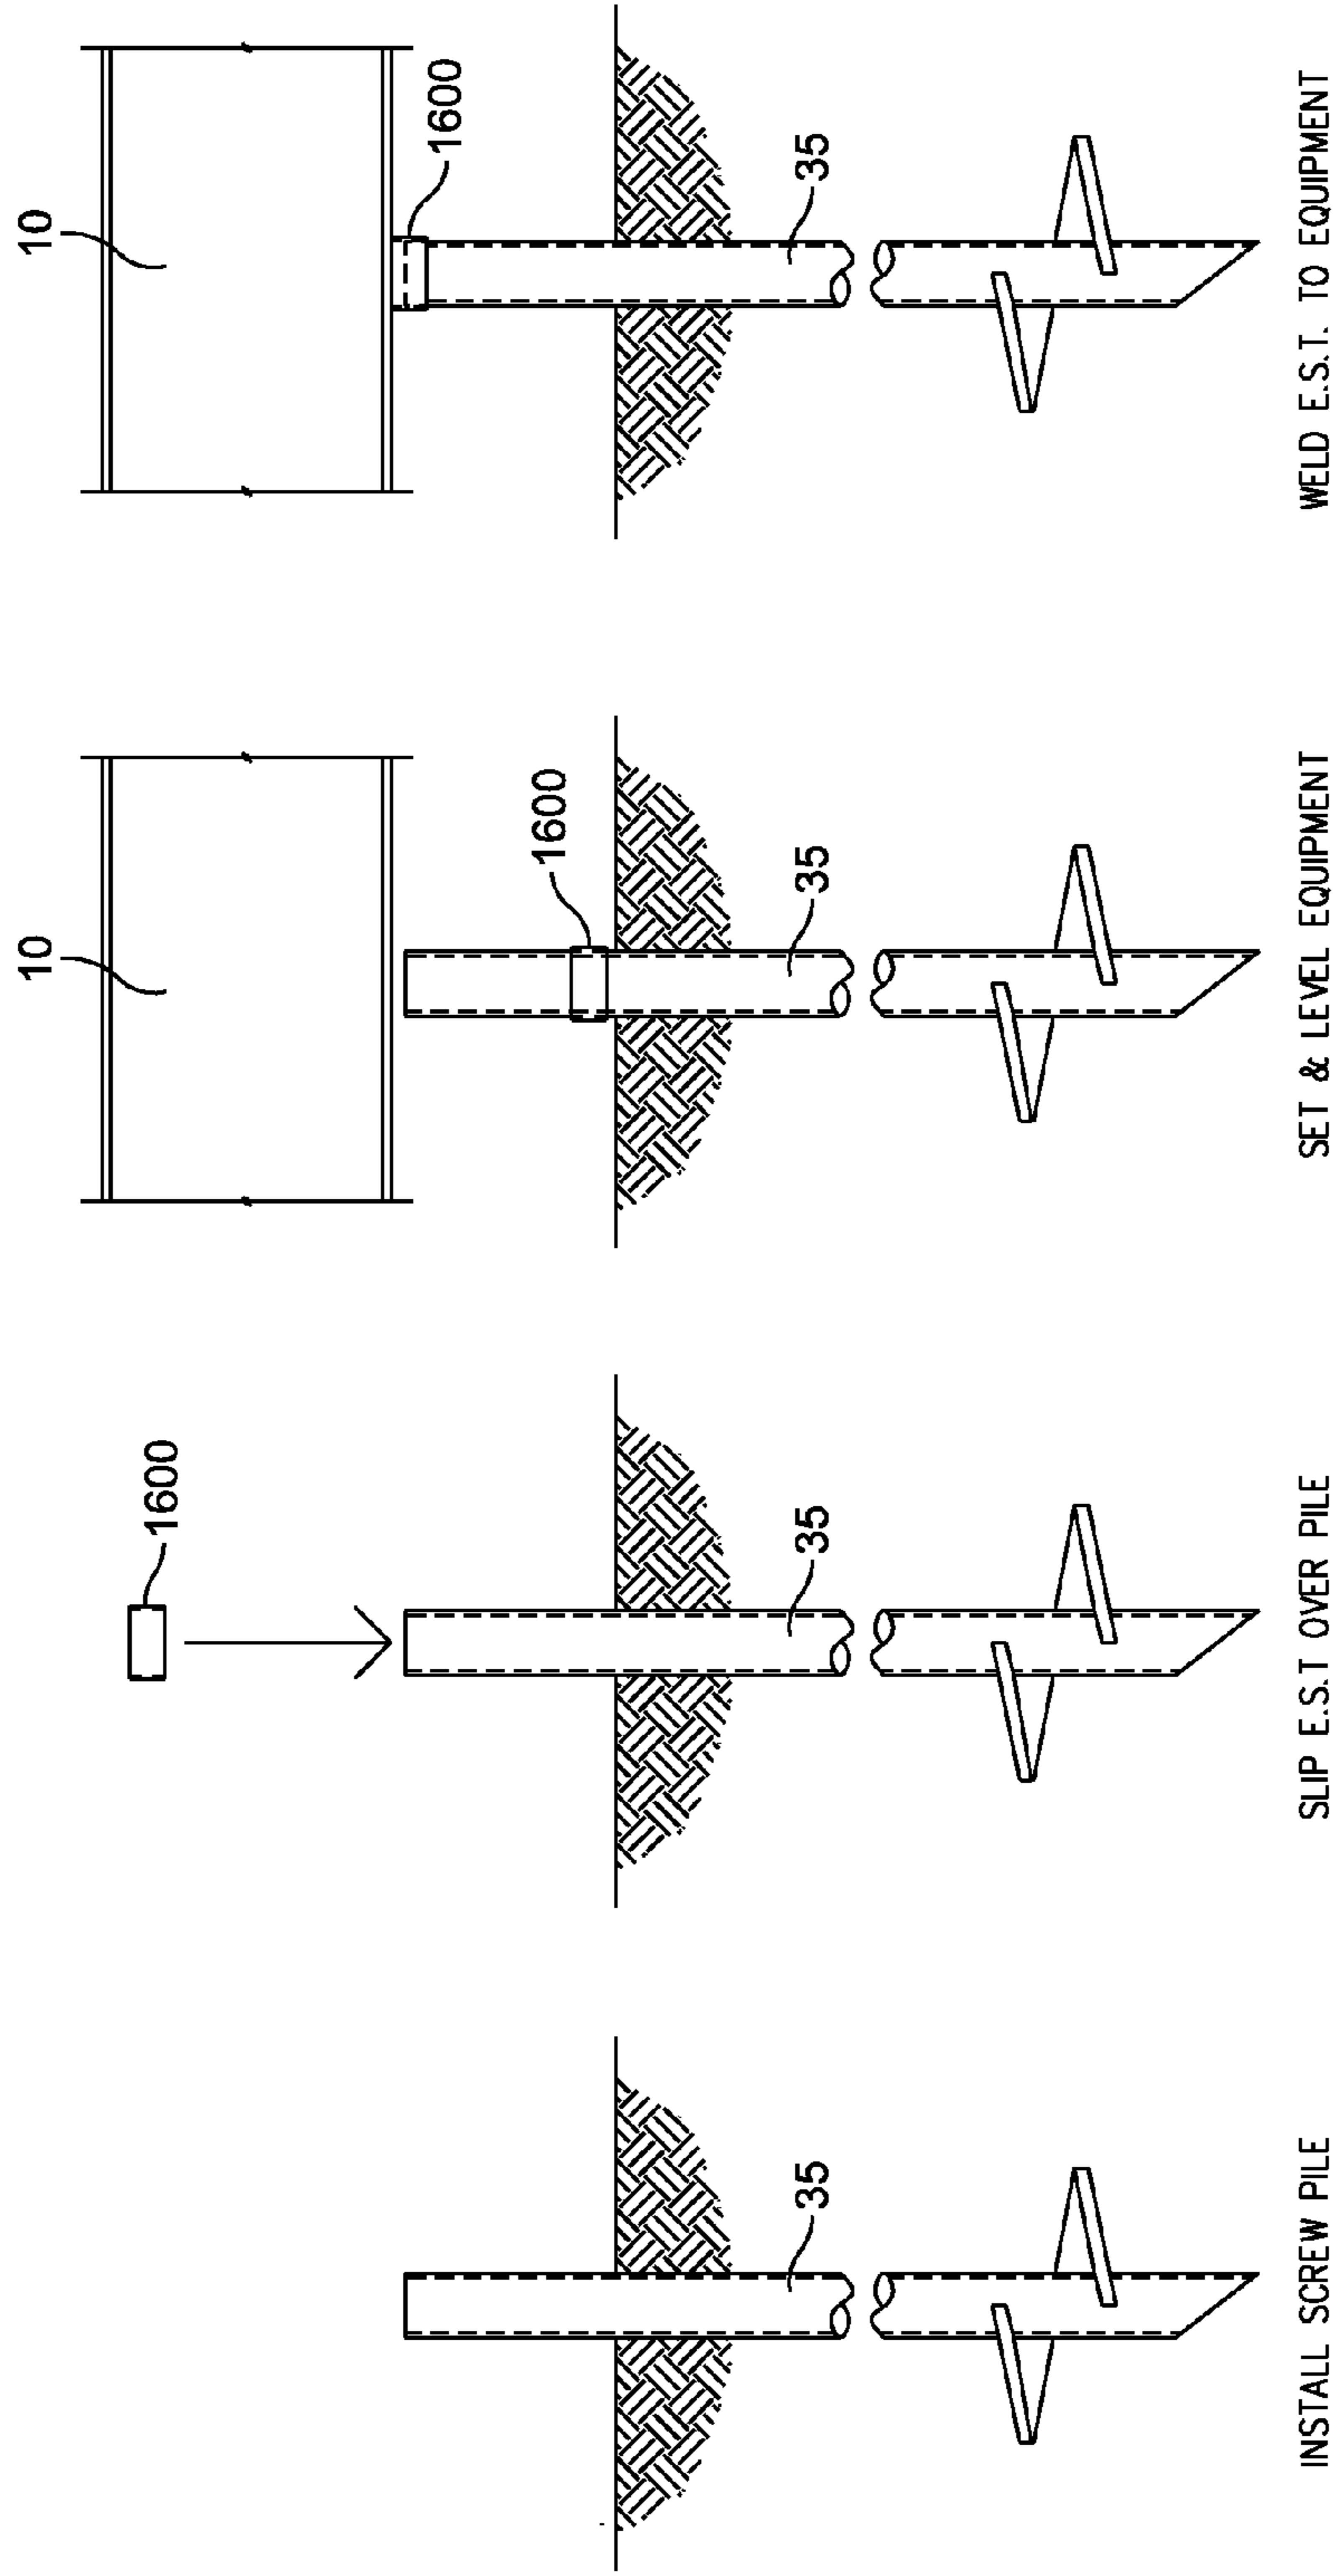 35
INSTALL SCREW PILE
1600
35
SLIP E.S.T OVER PILE
10
1600
35
SET & LEVEL EQUIPMENT
10
1600
35
WELD E.S.T. TO EQUIPMENT